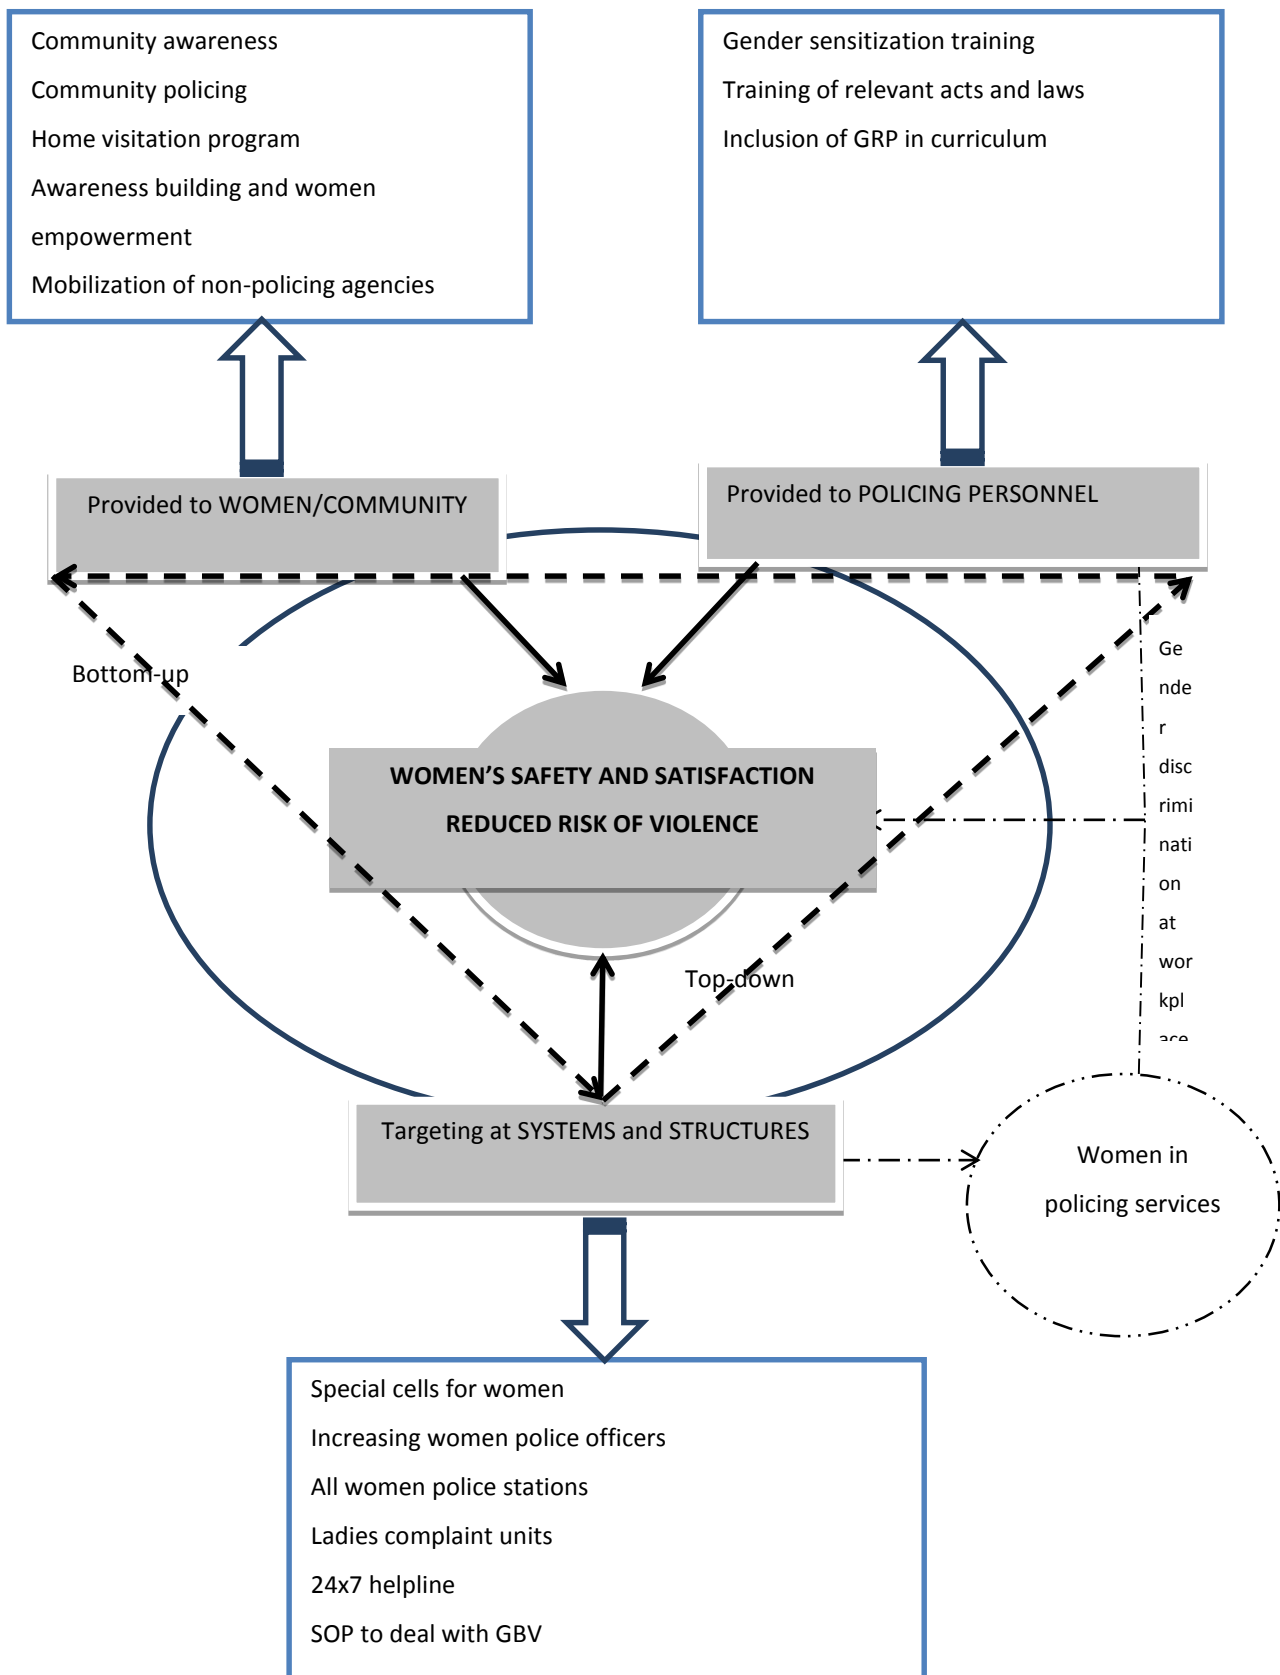 Community awareness
Community policing
Home visitation program
Awareness building and women
empowerment
Mobilization of non-policing agencies
Gender sensitization training
Training of relevant acts and laws
Inclusion of GRP in curriculum
Provided to WOMEN/COMMUNITY
Provided to POLICING PERSONNEL
Bottom-up
Ge
nde
r
disc
rimi
nati
on
at
wor
kpl
ace
WOMEN’S SAFETY AND SATISFACTION
REDUCED RISK OF VIOLENCE
Top-down
Targeting at SYSTEMS and STRUCTURES
Women in
policing services
Special cells for women
Increasing women police officers
All women police stations
Ladies complaint units
24x7 helpline
SOP to deal with GBV